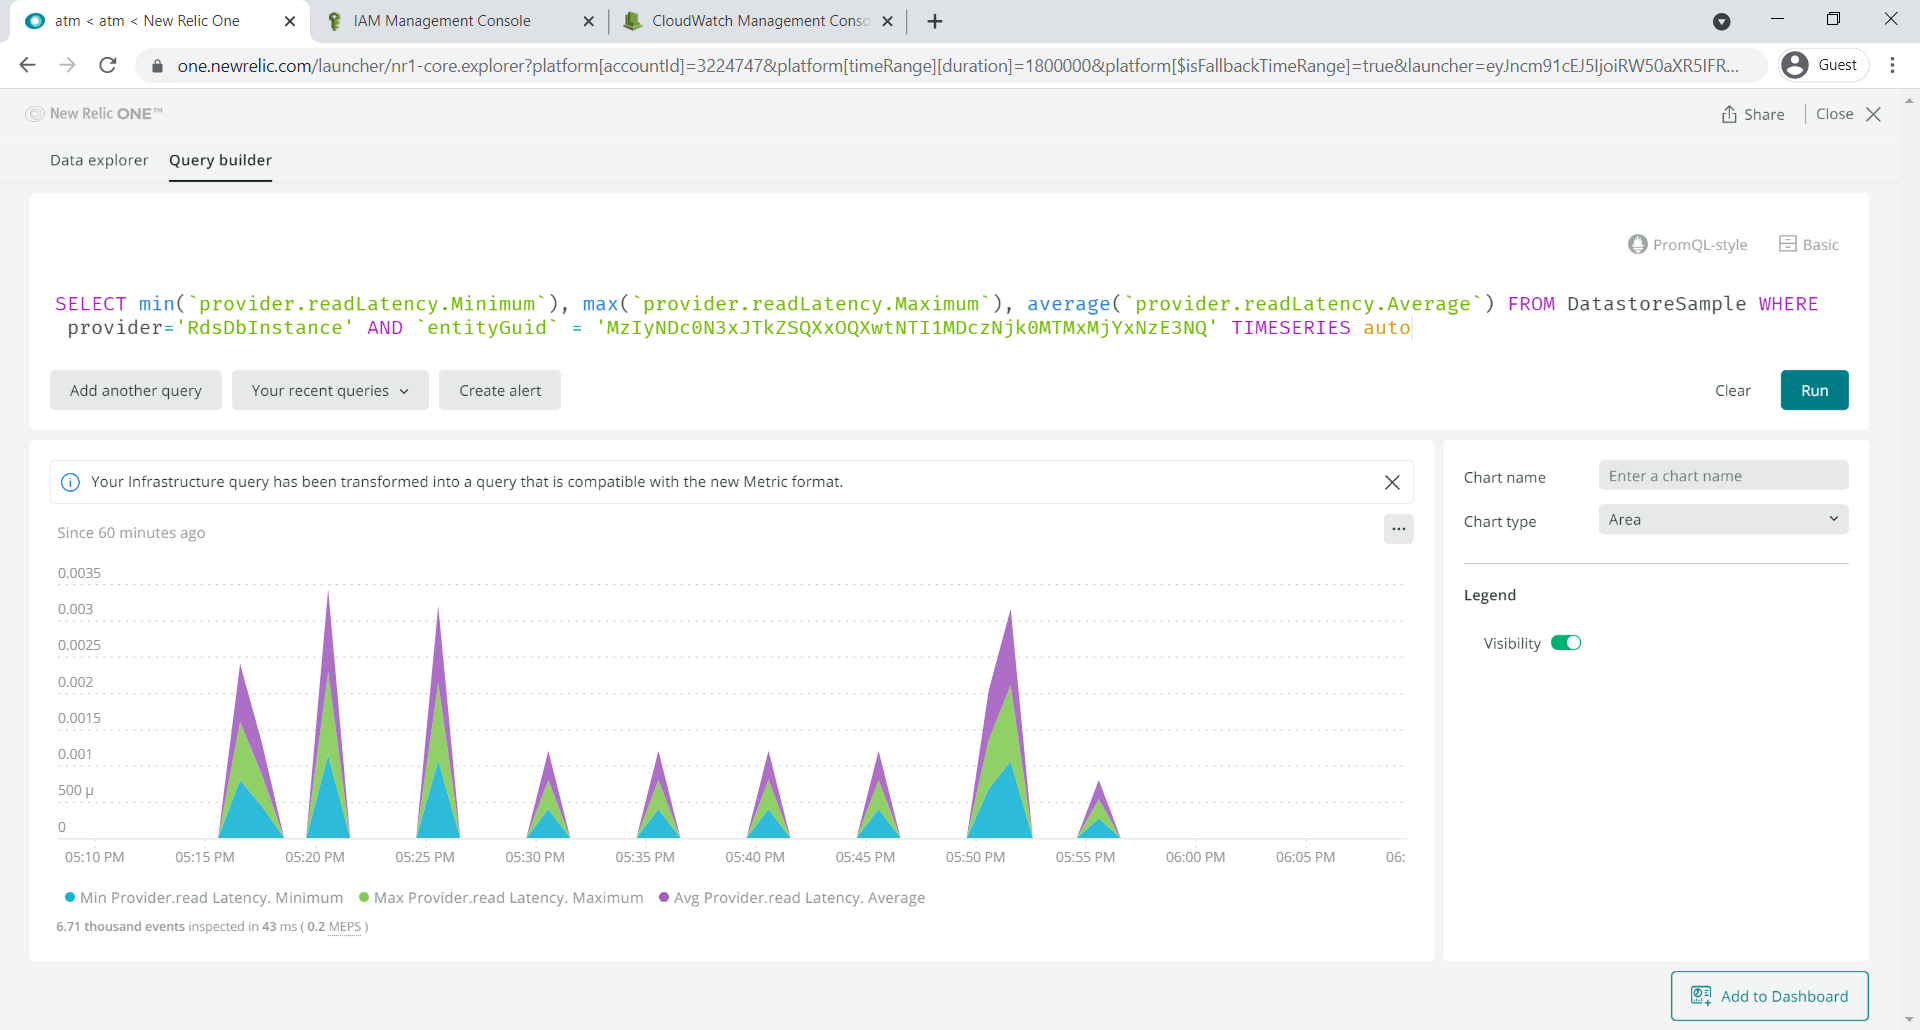 atm < atm < New Relic One
IAM Management Console
CloudWatch Management Conso
one.newrelic.com/launcher/nr1-core.explorer?platform[accountId]=3224747&platform[timeRange][duration]=1800000&platform[$isFallbackTimeRange]=true&launcher=eyJncm91cEJ5IjoiRW50aXR5IFR...
Guest
New Relic ONE™
Share
Close
Data explorer
Query builder
PromQL-style
Basic
SELECT min(`provider.readLatency.Minimum`), max(`provider.readLatency.Maximum`), average(`provider.readLatency.Average`) FROM DatastoreSample WHERE
provider='RdsDbInstance' AND `entityGuid` = 'MzIyNDc0N3xJTkZSQXxOQXwtNTI1MDczNjk0MTMxMjYxNzE3NQ' TIMESERIES auto
Add another query
Your recent queries
Create alert
Clear
Run
Your Infrastructure query has been transformed into a query that is compatible with the new Metric format.
Since 60 minutes ago
...
0.0035
0.003
0.0025
0.002
0.0015
0.001
500 µ
0
05:10 PM
05:15 PM
05:20 PM
05:25 PM
05:30 PM
05:35 PM
05:40 PM
05:45 PM
05:50 PM
05:55 PM
06:00 PM
06:05 PM
06:
Min Provider.read Latency. Minimum
Max Provider.read Latency. Maximum
Avg Provider.read Latency. Average
6.71 thousand events inspected in 43 ms ( 0.2 MEPS )
Chart name
Enter a chart name
Chart type
Area
Legend
Visibility
Add to Dashboard